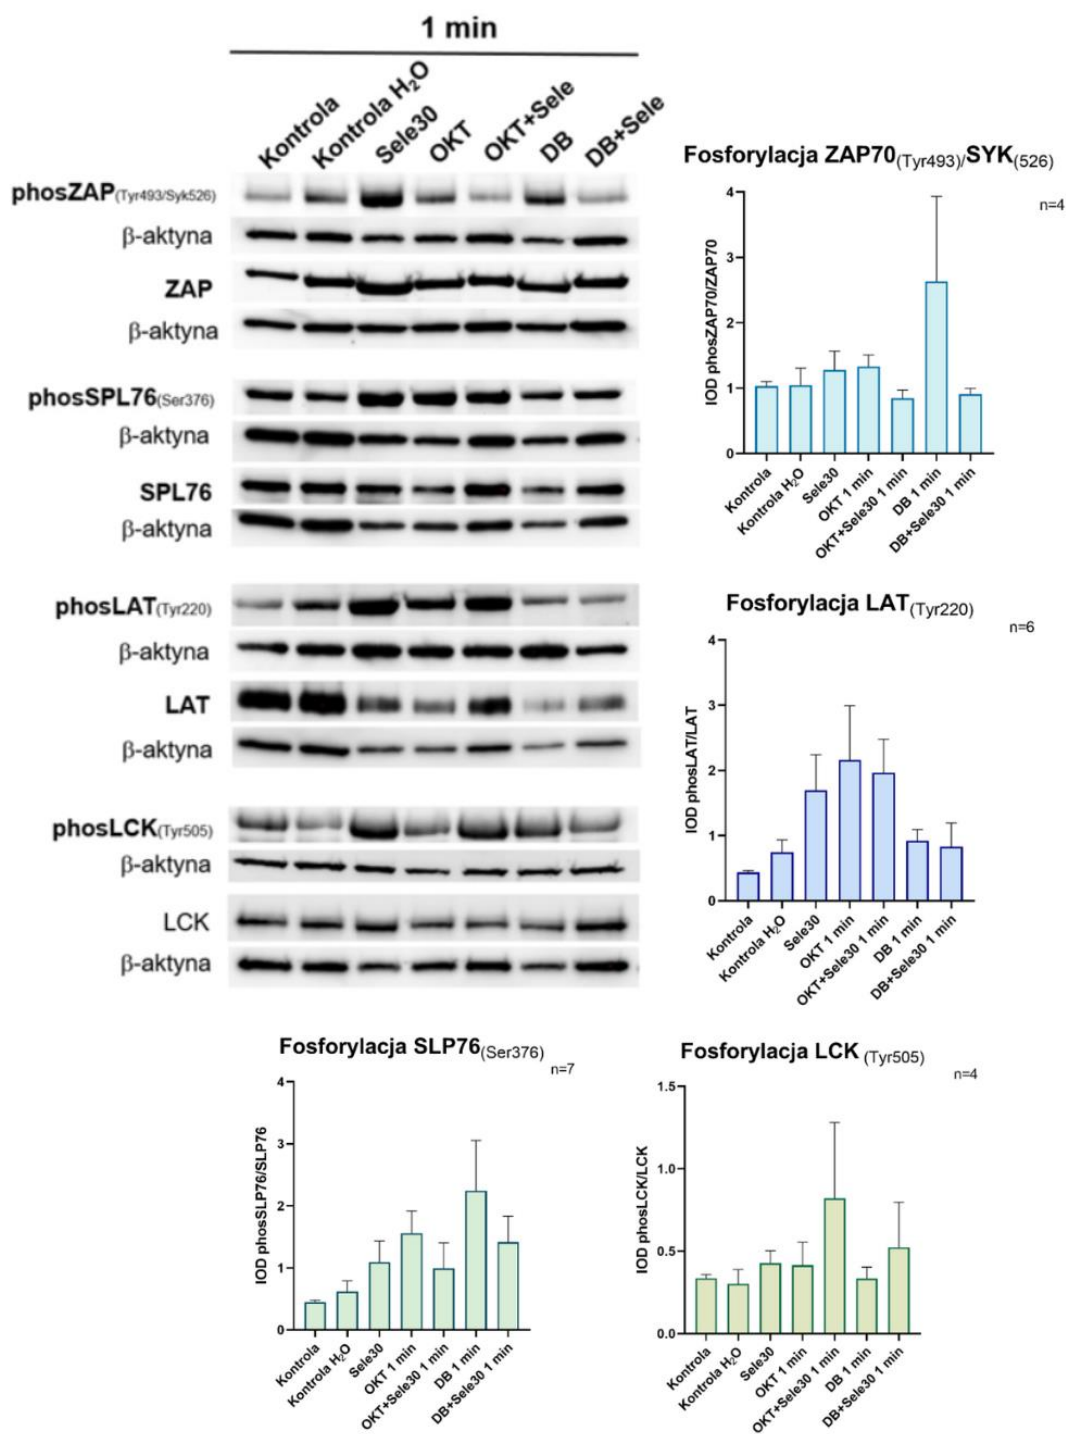 1 min
Kontrola
Kontrola H₂O
Sele30
OKT
OKT+Sele
DB
DB+Sele
phosZAP(Tyr493/Syk526)
β-aktyna
ZAP
β-aktyna
phosSPL76(Ser376)
β-aktyna
SPL76
β-aktyna
phosLAT(Tyr220)
β-aktyna
LAT
β-aktyna
phosLCK(Tyr505)
β-aktyna
LCK
β-aktyna
Fosforylacja ZAP70(Tyr493)/SYK(526)
n=4
IOD phosZAP70/ZAP70
4
3
2
1
0
Kontrola
Kontrola H₂O
Sele30
OKT 1 min
OKT+Sele30 1 min
DB 1 min
DB+Sele30 1 min
Fosforylacja LAT(Tyr220)
n=6
IOD phosLAT/LAT
4
3
2
1
0
Kontrola
Kontrola H₂O
Sele30
OKT 1 min
OKT+Sele30 1 min
DB 1 min
DB+Sele30 1 min
Fosforylacja SLP76(Ser376)
n=7
IOD phosSLP76/SLP76
4
3
2
1
0
Kontrola
Kontrola H₂O
Sele30
OKT 1 min
OKT+Sele30 1 min
DB 1 min
DB+Sele30 1 min
Fosforylacja LCK (Tyr505)
n=4
IOD phosLCK/LCK
1.5
1.0
0.5
0.0
Kontrola
Kontrola H₂O
Sele30
OKT 1 min
OKT+Sele30 1 min
DB 1 min
DB+Sele30 1 min